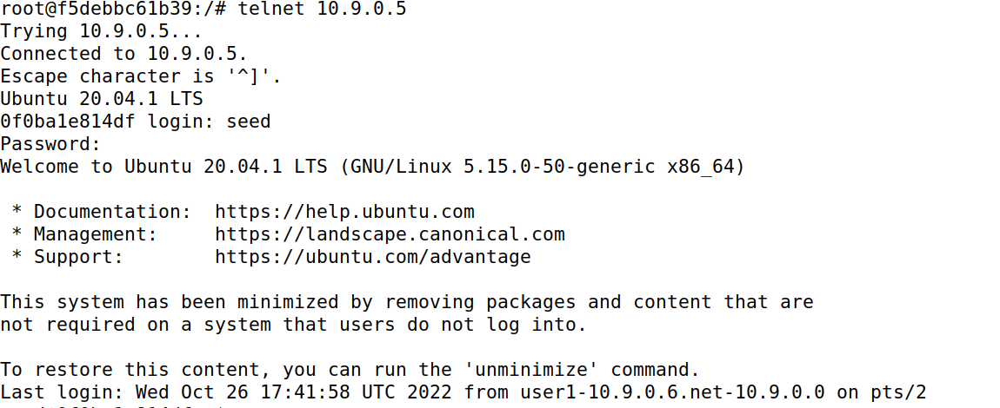 root@f5debbc61b39:/# telnet 10.9.0.5
Trying 10.9.0.5...
Connected to 10.9.0.5.
Escape character is '^]'.
Ubuntu 20.04.1 LTS
0f0ba1e814df login: seed
Password:
Welcome to Ubuntu 20.04.1 LTS (GNU/Linux 5.15.0-50-generic x86_64)
* Documentation:  https://help.ubuntu.com
* Management:     https://landscape.canonical.com
* Support:        https://ubuntu.com/advantage
This system has been minimized by removing packages and content that are
not required on a system that users do not log into.
To restore this content, you can run the 'unminimize' command.
Last login: Wed Oct 26 17:41:58 UTC 2022 from user1-10.9.0.6.net-10.9.0.0 on pts/2